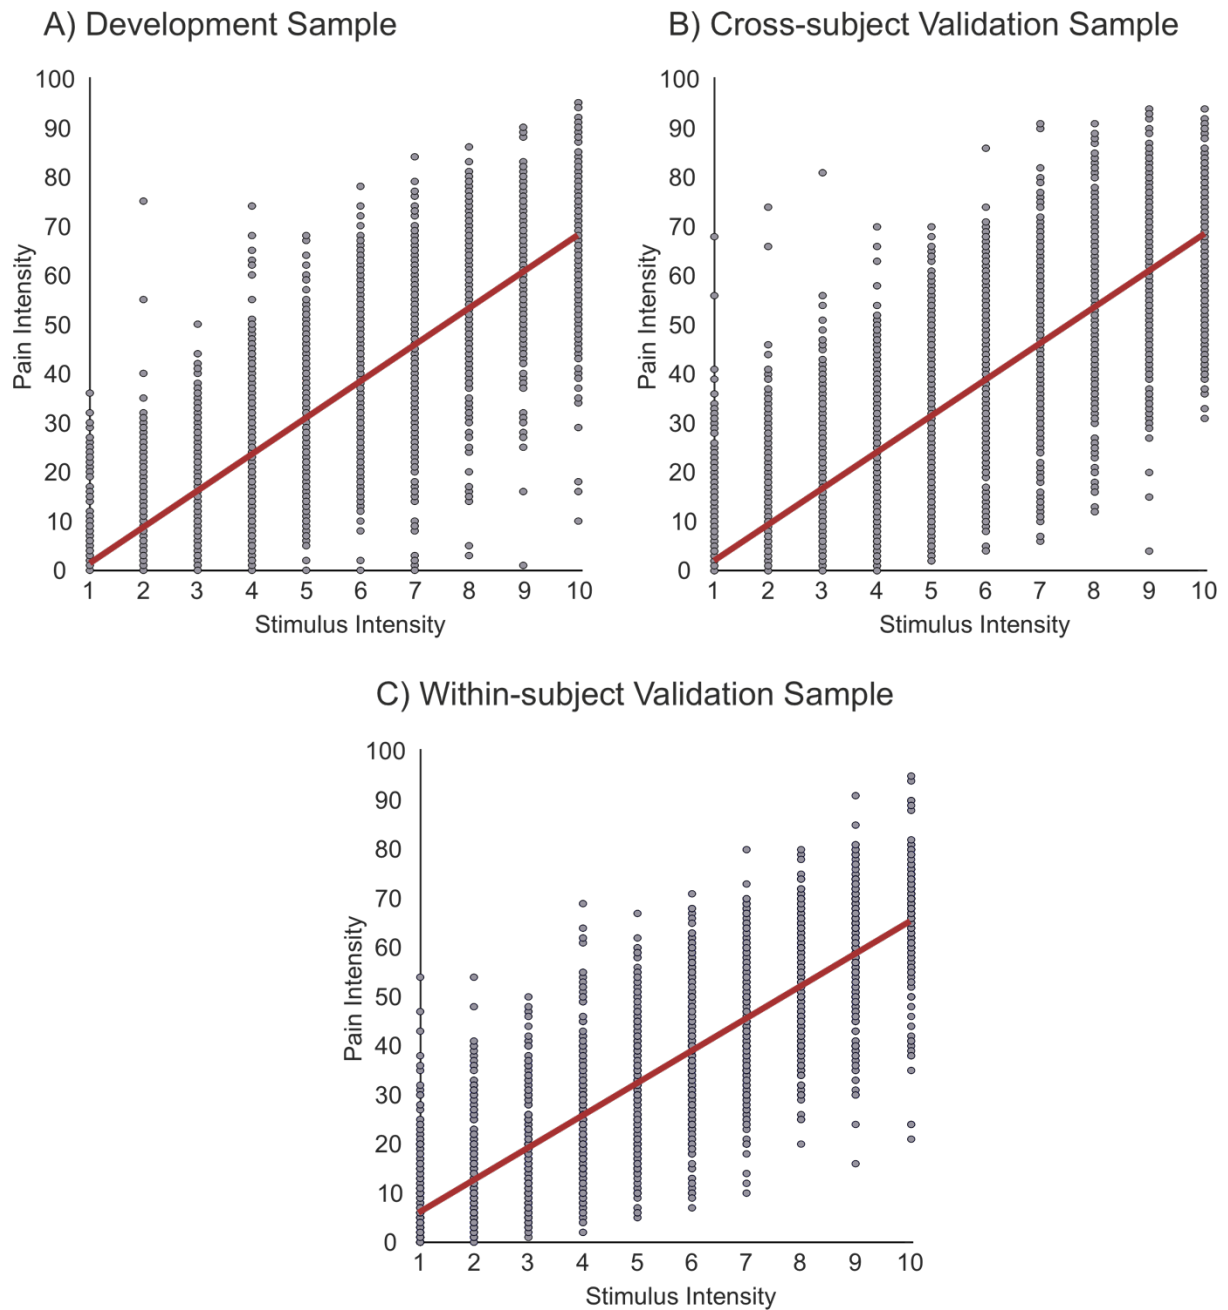 A) Development Sample
100
90
80
70
60
50
40
30
20
10
0
Pain Intensity
1 2 3 4 5 6 7 8 9 10
Stimulus Intensity
B) Cross-subject Validation Sample
100
90
80
70
60
50
40
30
20
10
0
Pain Intensity
1 2 3 4 5 6 7 8 9 10
Stimulus Intensity
C) Within-subject Validation Sample
100
90
80
70
60
50
40
30
20
10
0
Pain Intensity
1 2 3 4 5 6 7 8 9 10
Stimulus Intensity